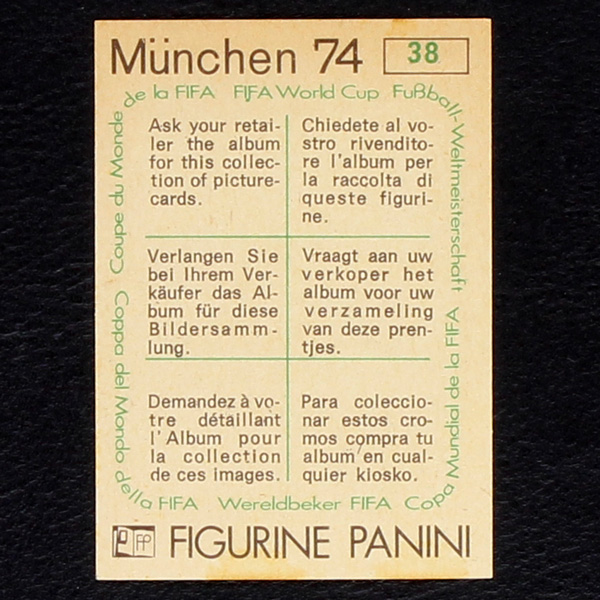 München 74 38
de la FIFA FIFA World Cup Fußball-Weltmeisterschaft
Ask your retai-
ler the album
for this collec-
tion of picture-
cards.
Chiedete al vo-
stro rivendito-
re l'album per
la raccolta di
queste figuri-
ne.
Verlangen Sie
bei Ihrem Ver-
käufer das Al-
bum für diese
Bildersamm-
lung.
Vraagt aan uw
verkoper het
album voor uw
verzameling
van deze pren-
tjes.
Demandez à vo-
tre détaillant
l'Album pour
la collection
de ces images.
Para coleccio-
nar estos cro-
mos compra tu
album en cual-
quier kiosko.
Coupe du Monde
Coppa del Mondo
della FIFA Wereldbeker FIFA Copa Mundial de la FIFA
FP FIGURINE PANINI